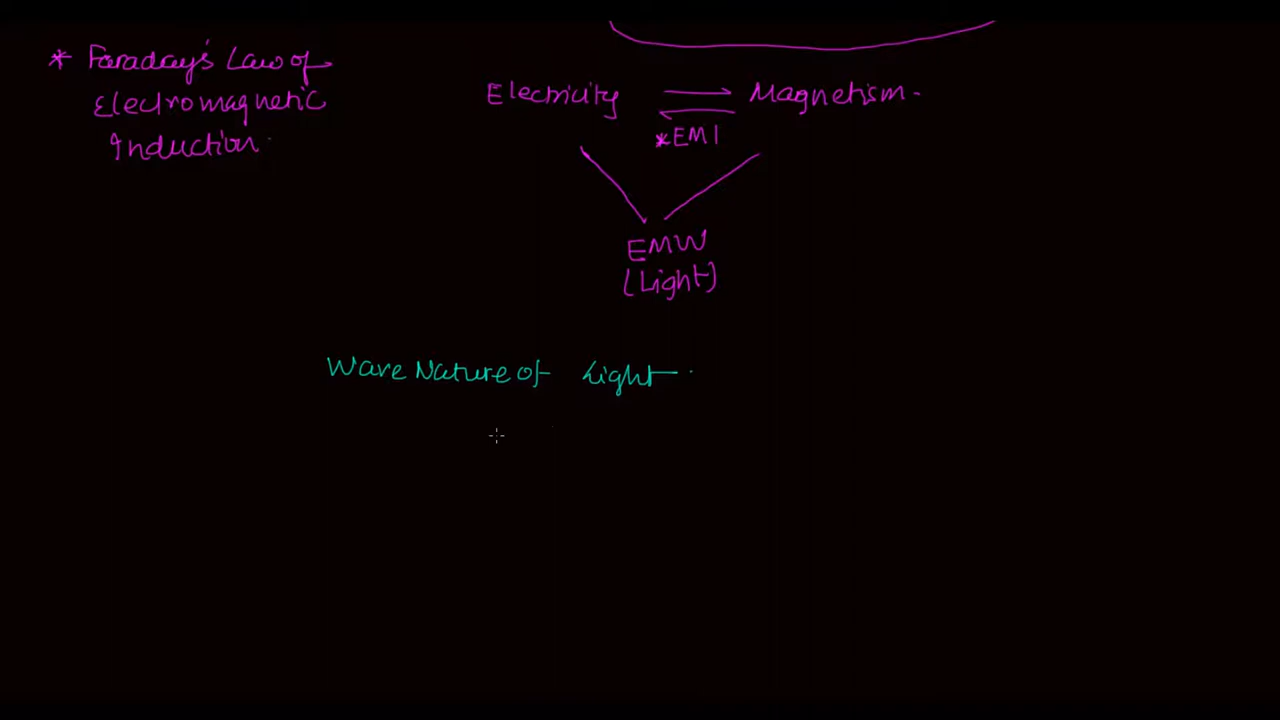 * Faraday's Law of
Electromagnetic
Induction.
Electricity ⇌ Magnetism.
*EMI
EMW
(Light)
Wave Nature of Light.